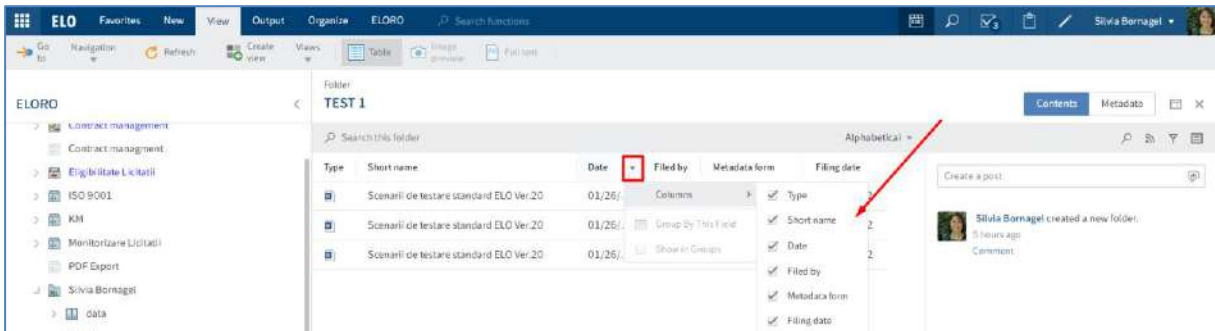 ELO Favorites New View Output Organize ELORO Search functions 3 Silvia Bornagel
Go to Navigation Refresh Create view Views Table Image preview Full text
Folder
TEST 1
Contents Metadata
ELORO
Contract management
Contract managment
Eligibilitate Licitatii
ISO 9001
KM
Monitorizare Licitatii
PDF Export
Silvia Bornagel
data
Search this folder Alphabetical
Type Short name Date Filed by Metadata form Filing date
Scenarii de testare standard ELO Ver.20 01/26/. 2
Scenarii de testare standard ELO Ver.20 01/26/. 2
Scenarii de testare standard ELO Ver.20 01/26/. 2
Columns
Group By This Field
Show in Groups
Type
Short name
Date
Filed by
Metadata form
Filing date
Create a post
Silvia Bornagel created a new folder.
5 hours ago
Comment